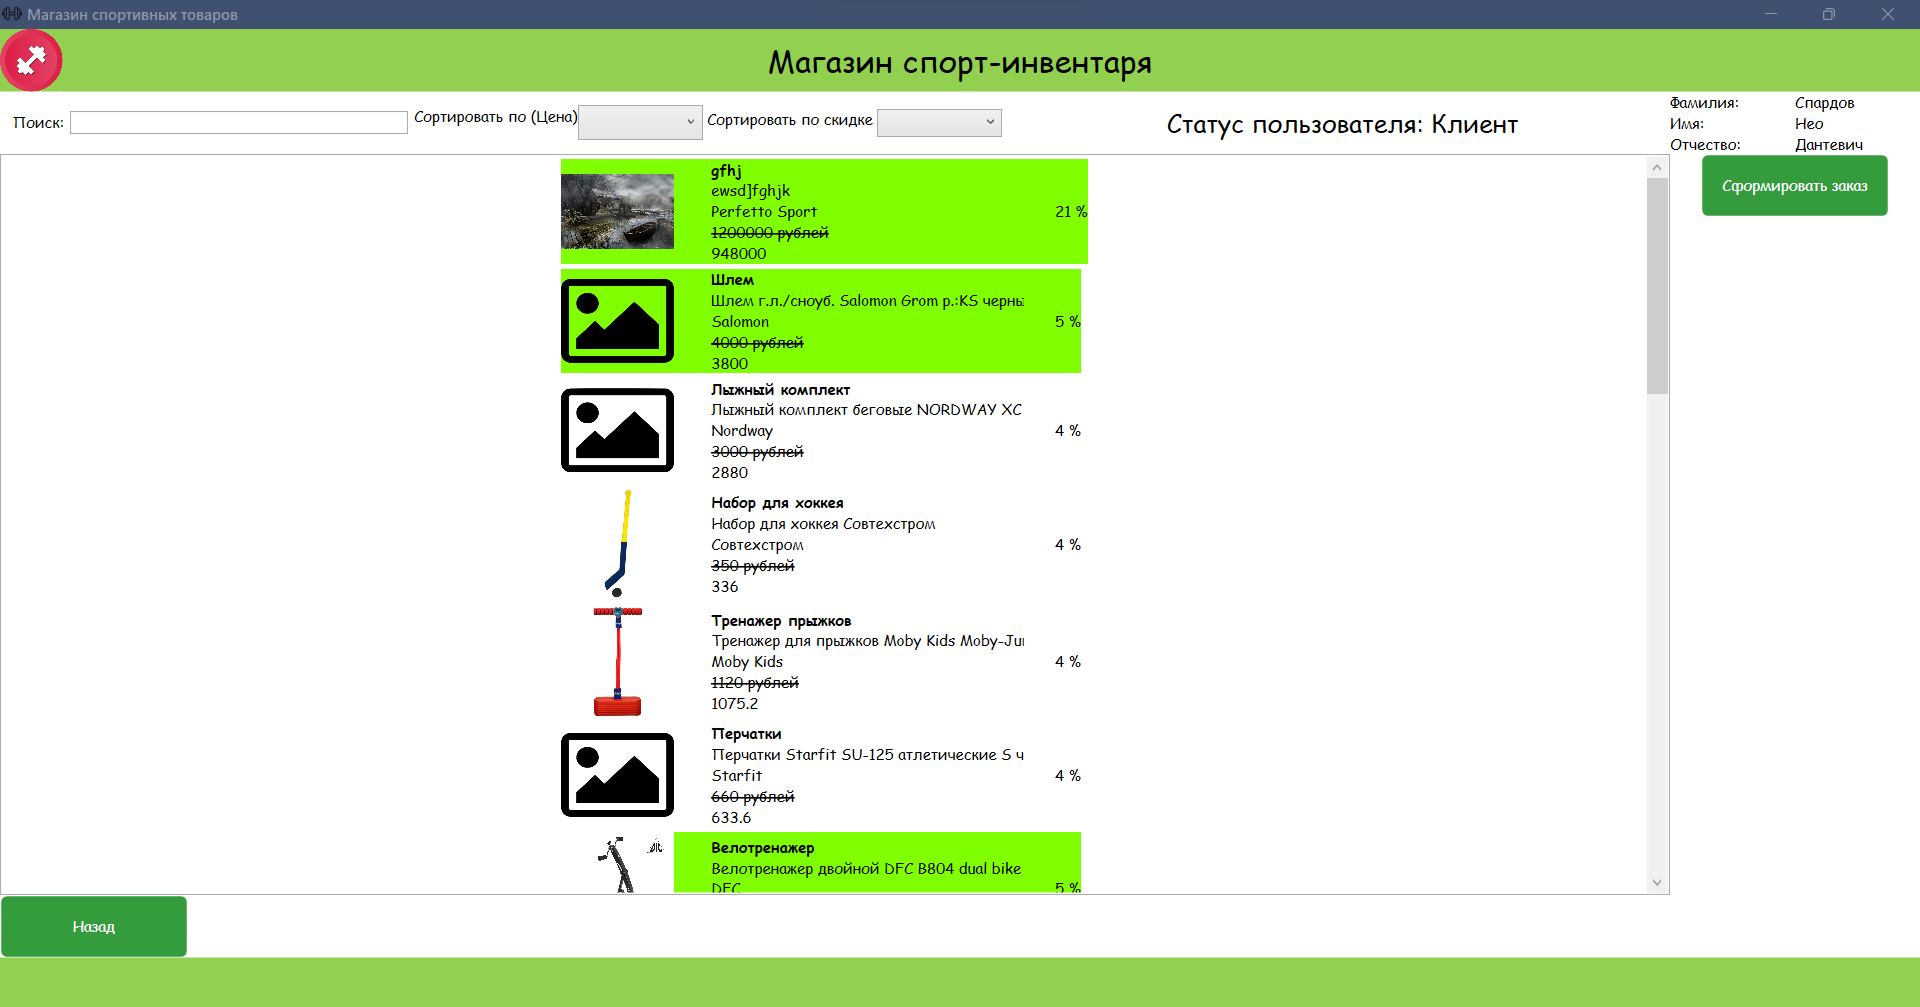 Магазин спортивных товаров
Магазин спорт-инвентаря
Поиск:
Сортировать по (Цена)
Сортировать по скидке
Статус пользователя: Клиент
Фамилия: Спардов
Имя: Нео
Отчество: Дантевич
Сформировать заказ
gfhj
ewsd]fghjk
Perfetto Sport
21 %
1200000 рублей
948000
Шлем
Шлем г.л./сноуб. Salomon Grom р.:KS черны
Salomon
5 %
4000 рублей
3800
Лыжный комплект
Лыжный комплект беговые NORDWAY XC
Nordway
4 %
3000 рублей
2880
Набор для хоккея
Набор для хоккея Совтехстром
Совтехстром
4 %
350 рублей
336
Тренажер прыжков
Тренажер для прыжков Moby Kids Moby-Ju
Moby Kids
4 %
1120 рублей
1075.2
Перчатки
Перчатки Starfit SU-125 атлетические S ч
Starfit
4 %
660 рублей
633.6
Велотренажер
Велотренажер двойной DFC B804 dual bike
DFC
5 %
Назад